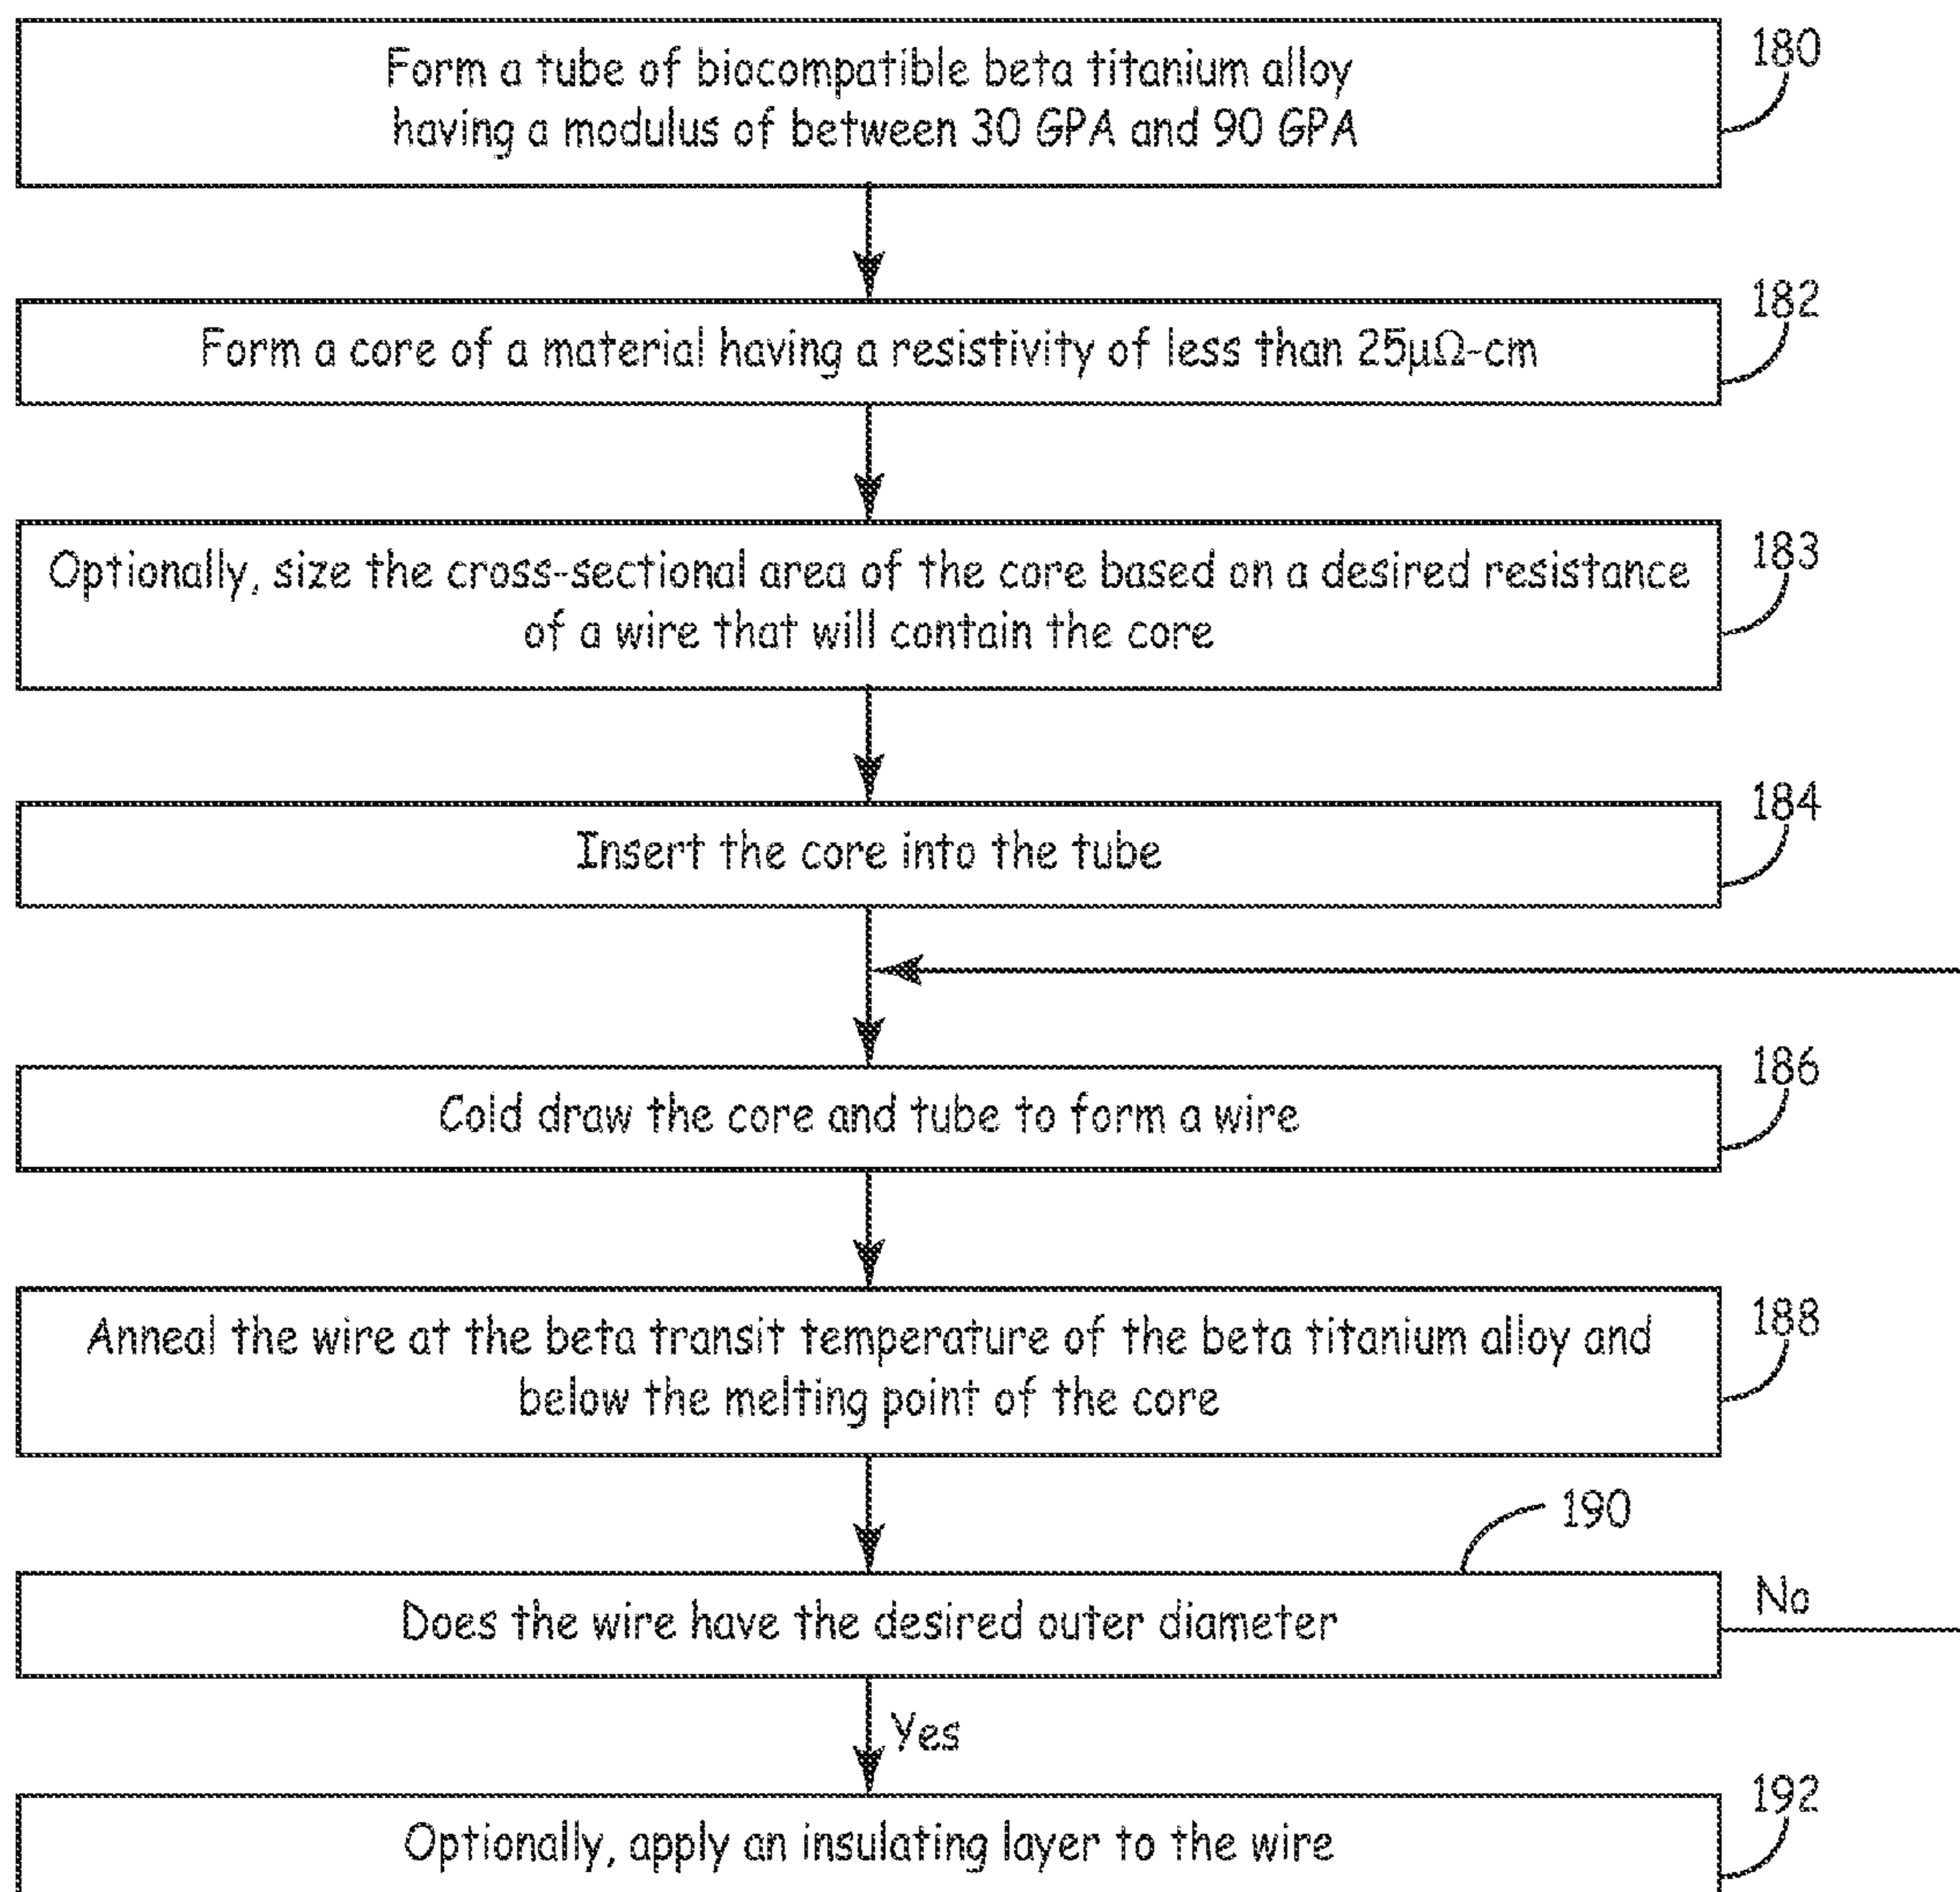 Form a tube of biocompatible beta titanium alloy
having a modulus of between 30 GPA and 90 GPA
180
Form a core of a material having a resistivity of less than 25μΩ-cm
182
Optionally, size the cross-sectional area of the core based on a desired resistance
of a wire that will contain the core
183
Insert the core into the tube
184
Cold draw the core and tube to form a wire
186
Anneal the wire at the beta transit temperature of the beta titanium alloy and
below the melting point of the core
188
190
Does the wire have the desired outer diameter
No
Yes
Optionally, apply an insulating layer to the wire
192